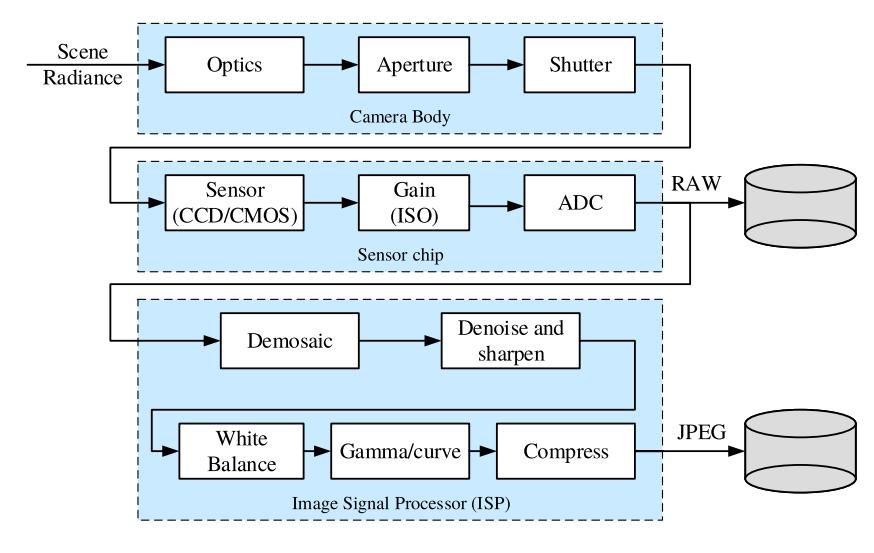 Scene
Radiance
Optics
Aperture
Shutter
Camera Body
Sensor
(CCD/CMOS)
Gain
(ISO)
ADC
RAW
Sensor chip
Demosaic
Denoise and
sharpen
White
Balance
Gamma/curve
Compress
JPEG
Image Signal Processor (ISP)